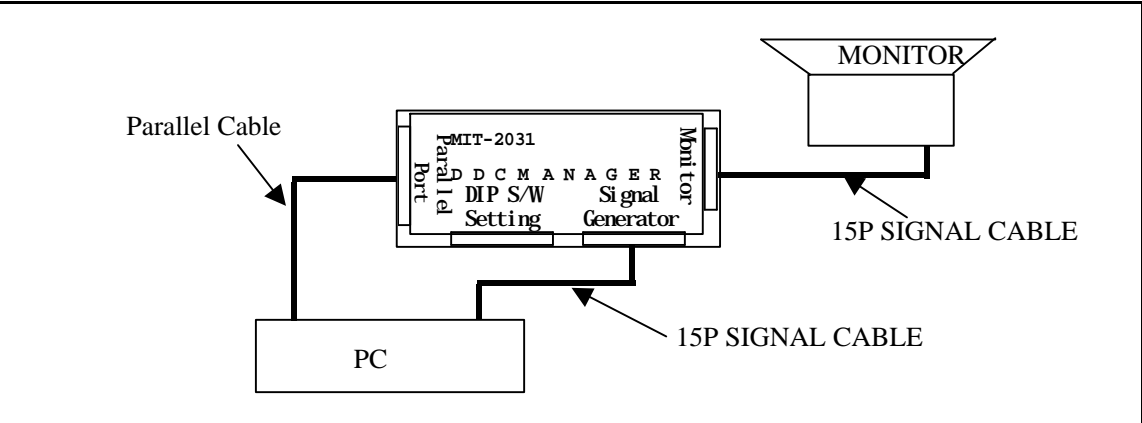 MONITOR
Parallel Cable
MIT-2031
Parallel
Port
DDCMANAGER
Monitor
DIP S/W
Setting
Signal
Generator
15P SIGNAL CABLE
15P SIGNAL CABLE
PC